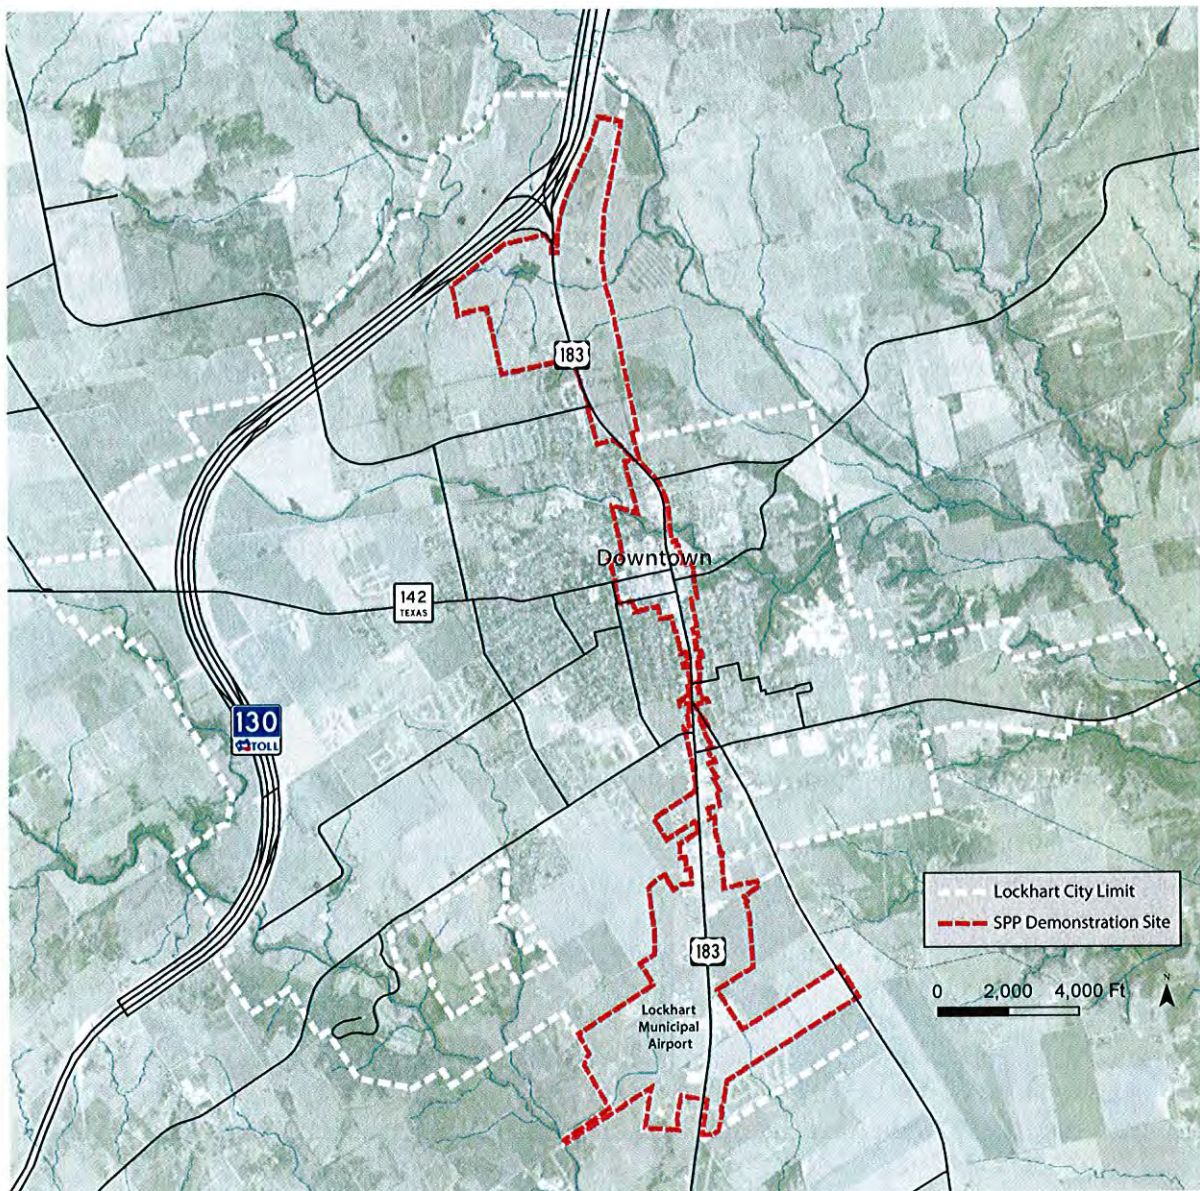 183
Downtown
142
TEXAS
130
TOLL
Lockhart City Limit
SPP Demonstration Site
183
N
0 2,000 4,000 Ft.
Lockhart
Municipal
Airport